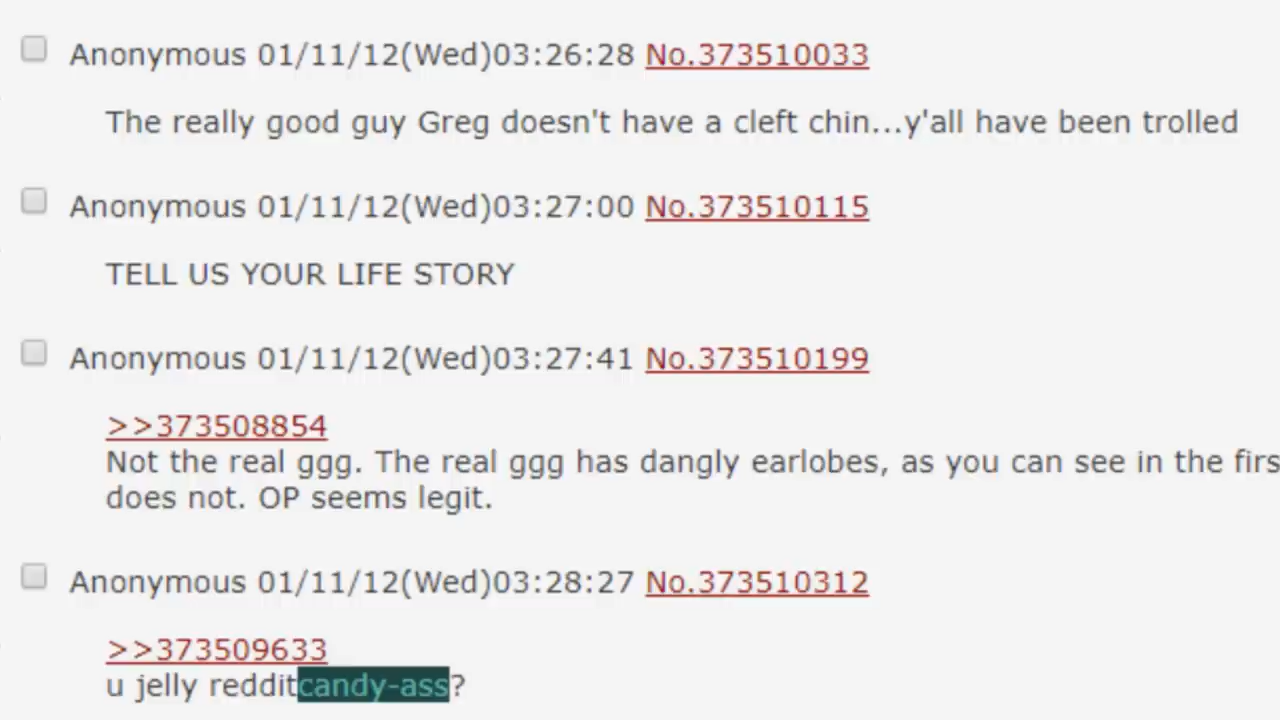 Anonymous 01/11/12(Wed)03:26:28 No.373510033
The really good guy Greg doesn't have a cleft chin...y'all have been trolled
Anonymous 01/11/12(Wed)03:27:00 No.373510115
TELL US YOUR LIFE STORY
Anonymous 01/11/12(Wed)03:27:41 No.373510199
>>373508854
Not the real ggg. The real ggg has dangly earlobes, as you can see in the firs
does not. OP seems legit.
Anonymous 01/11/12(Wed)03:28:27 No.373510312
>>373509633
u jelly redditcandy-ass?